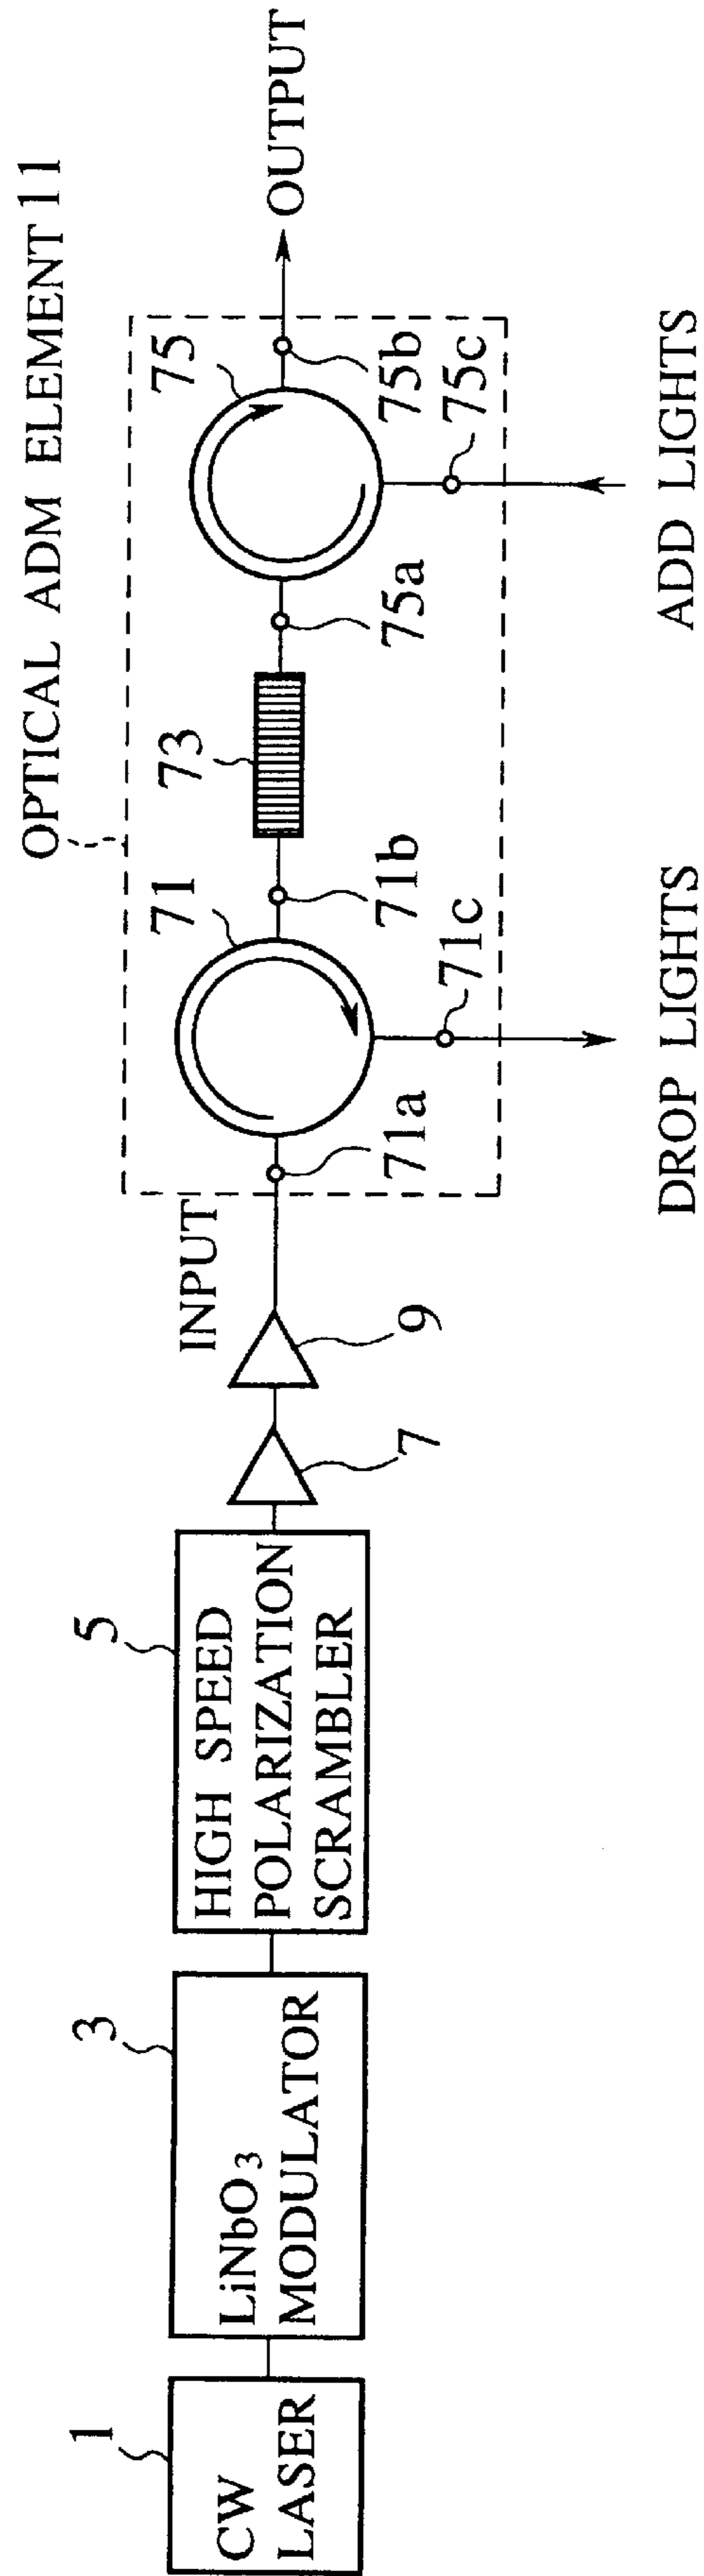 OPTICAL ADM ELEMENT 11
1
CW
LASER
3
LiNbO3
MODULATOR
5
HIGH SPEED
POLARIZATION
SCRAMBLER
7
9
INPUT
71
71a
71b
71c
73
75
75a
75b
75c
OUTPUT
DROP LIGHTS
ADD LIGHTS